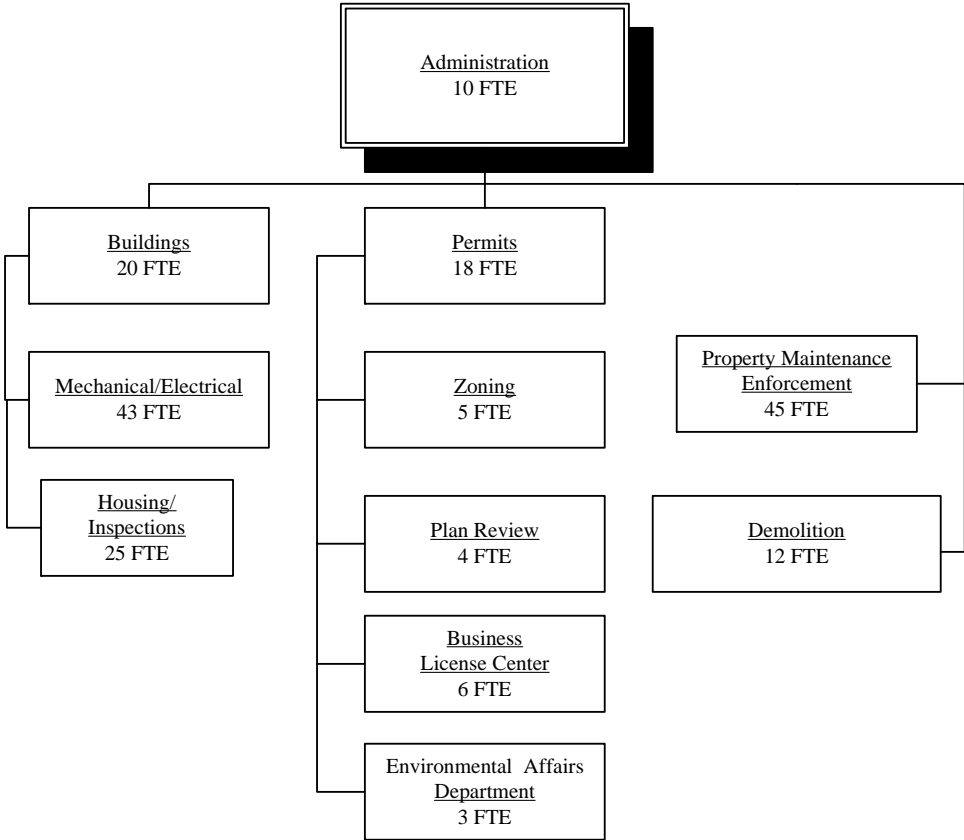 Administration
10 FTE
Buildings
20 FTE
Mechanical/Electrical
43 FTE
Housing/
Inspections
25 FTE
Permits
18 FTE
Zoning
5 FTE
Plan Review
4 FTE
Business
License Center
6 FTE
Environmental Affairs
Department
3 FTE
Property Maintenance
Enforcement
45 FTE
Demolition
12 FTE